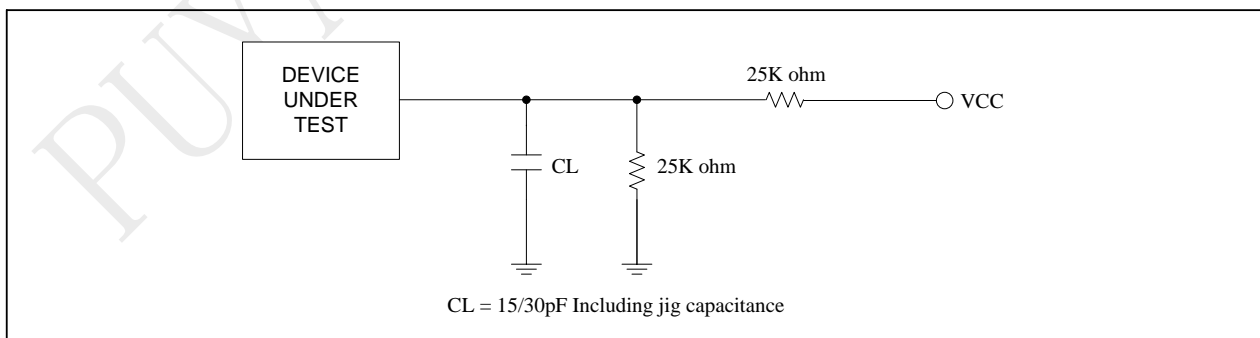 DEVICE
UNDER
TEST
25K ohm
VCC
CL
25K ohm
CL = 15/30pF Including jig capacitance